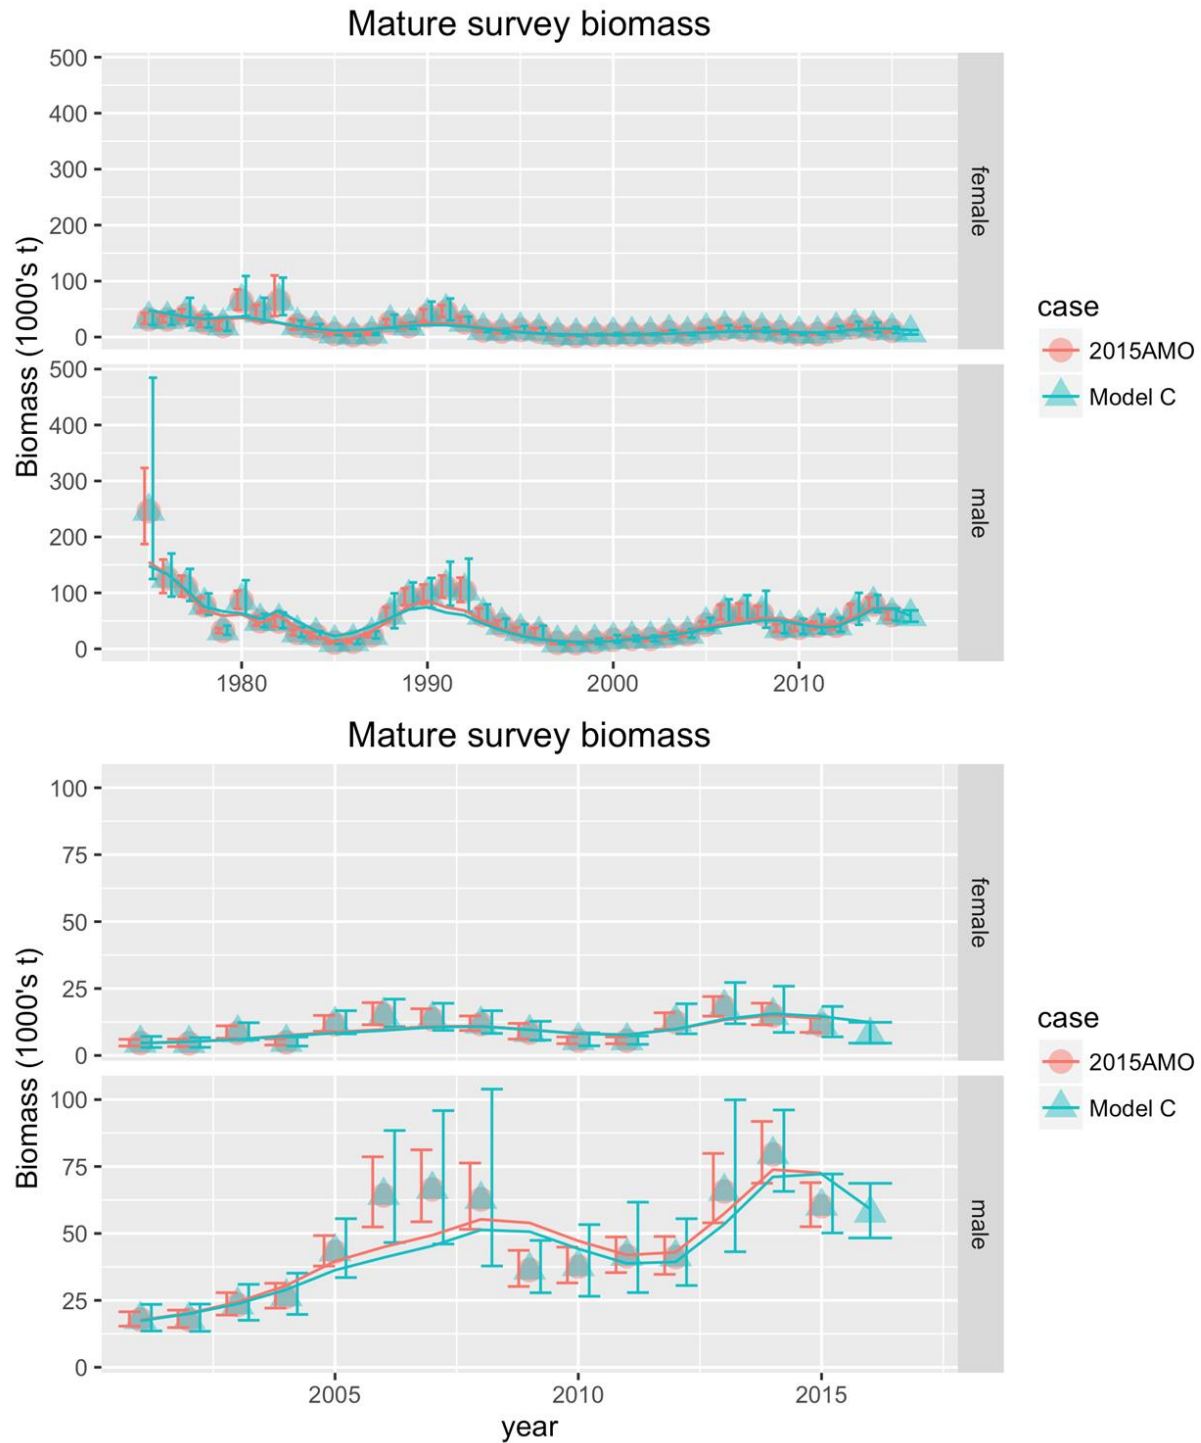 Mature survey biomass
500
400
300
200
100
0
female
500
400
300
200
100
0
male
1980 1990 2000 2010
Biomass (1000's t)
case
2015AMO
Model C
Mature survey biomass
100
75
50
25
0
female
100
75
50
25
0
male
2005 2010 2015
year
Biomass (1000's t)
case
2015AMO
Model C